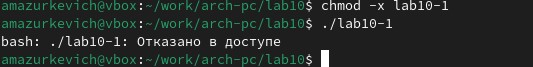 amazurkevich@vbox:~/work/arch-pc/lab10$ chmod -x lab10-1
amazurkevich@vbox:~/work/arch-pc/lab10$ ./lab10-1
bash: ./lab10-1: Отказано в доступе
amazurkevich@vbox:~/work/arch-pc/lab10$